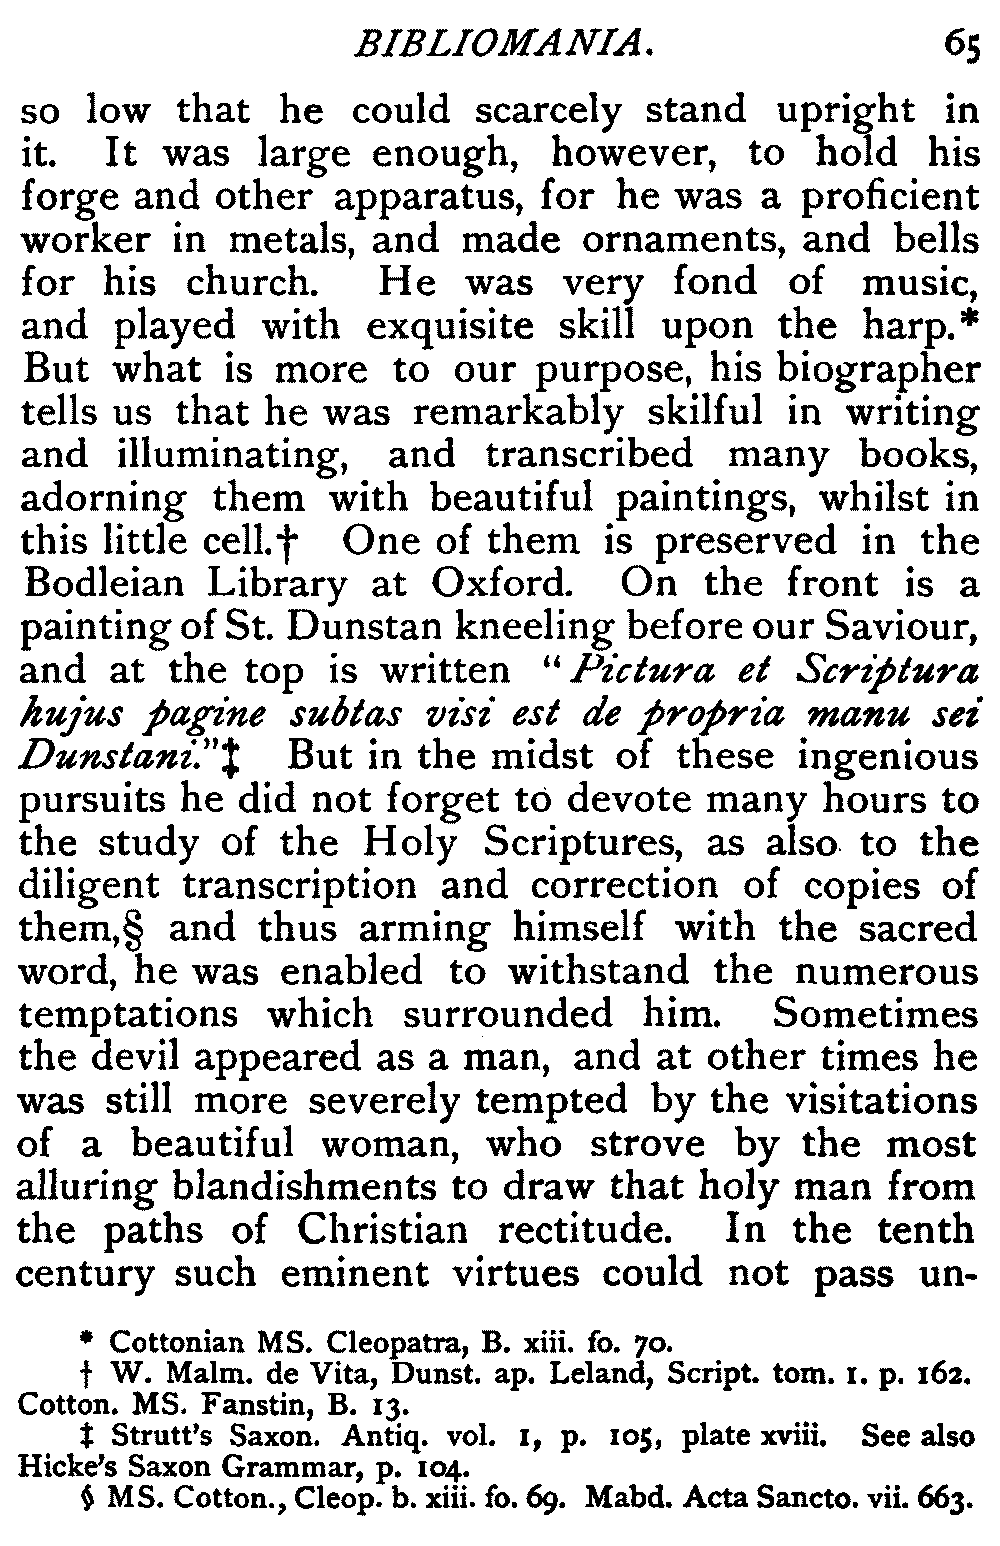 BIBLIOMANIA. 65
so low that he could scarcely stand upright in
it. It was large enough, however, to hold his
forge and other apparatus, for he was a proficient
worker in metals, and made ornaments, and bells
for his church. He was very fond of music,
and played with exquisite skill upon the harp.*
But what is more to our purpose, his biographer
tells us that he was remarkably skilful in writing
and illuminating, and transcribed many books,
adorning them with beautiful paintings, whilst in
this little cell.† One of them is preserved in the
Bodleian Library at Oxford. On the front is a
painting of St. Dunstan kneeling before our Saviour,
and at the top is written “Pictura et Scriptura
hujus pagine subtas visi est de propria manu sei
Dunstani.”‡ But in the midst of these ingenious
pursuits he did not forget to devote many hours to
the study of the Holy Scriptures, as also to the
diligent transcription and correction of copies of
them,§ and thus arming himself with the sacred
word, he was enabled to withstand the numerous
temptations which surrounded him. Sometimes
the devil appeared as a man, and at other times he
was still more severely tempted by the visitations
of a beautiful woman, who strove by the most
alluring blandishments to draw that holy man from
the paths of Christian rectitude. In the tenth
century such eminent virtues could not pass un-
* Cottonian MS. Cleopatra, B. xiii. fo. 70.
† W. Malm. de Vita, Dunst. ap. Leland, Script. tom. 1. p. 162.
Cotton. MS. Fanstin, B. 13.
‡ Strutt's Saxon. Antiq. vol. 1, p. 105, plate xviii. See also
Hicke's Saxon Grammar, p. 104.
§ MS. Cotton., Cleop. b. xiii. fo. 69. Mabd. Acta Sancto. vii. 663.